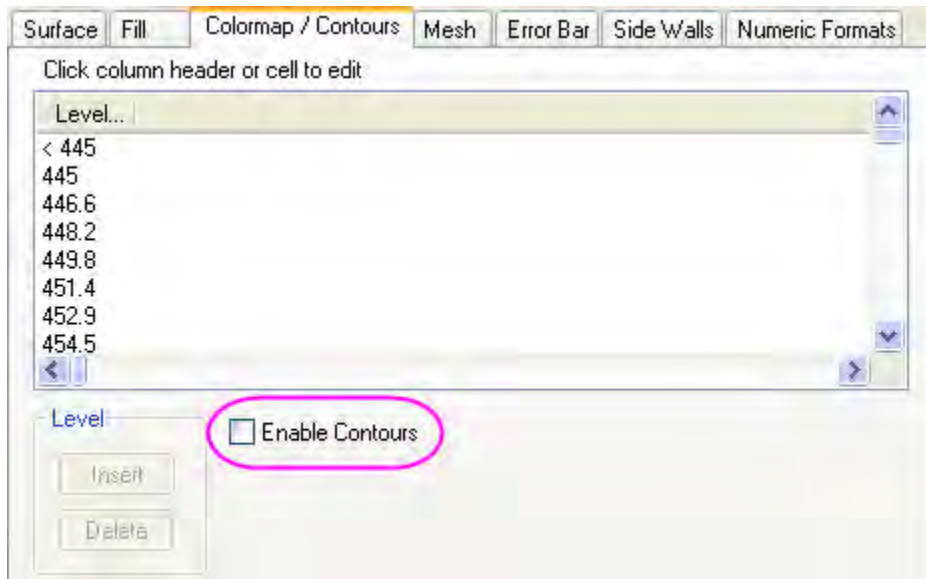 Surface Fill Colormap / Contours Mesh Error Bar Side Walls Numeric Formats
Click column header or cell to edit
Level...
< 445
445
446.6
448.2
449.8
451.4
452.9
454.5
Level
Enable Contours
Insert
Delete